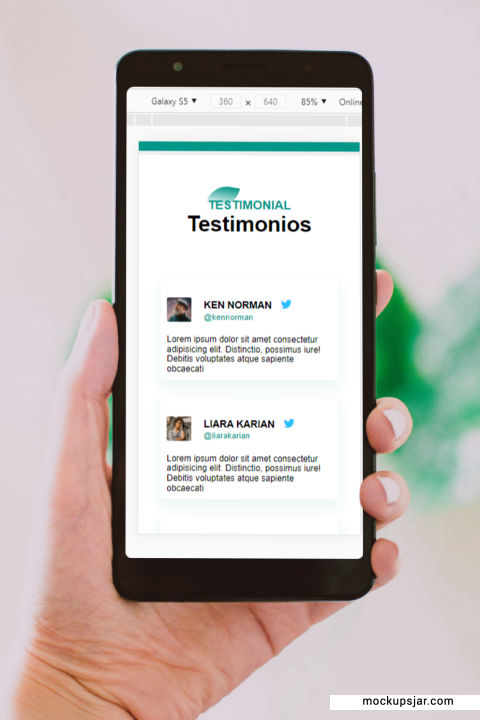 Galaxy S5 ▼ 360 × 640 85% ▼ Online
TESTIMONIAL
Testimonios
KEN NORMAN
@kennorman
Lorem ipsum dolor sit amet consectetur
adipisicing elit. Distinctio, possimus iure!
Debitis voluptates atque sapiente
obcaecati
LIARA KARIAN
@liarakarian
Lorem ipsum dolor sit amet consectetur
adipisicing elit. Distinctio, possimus iure!
Debitis voluptates atque sapiente
obcaecati
mockupsjar.com